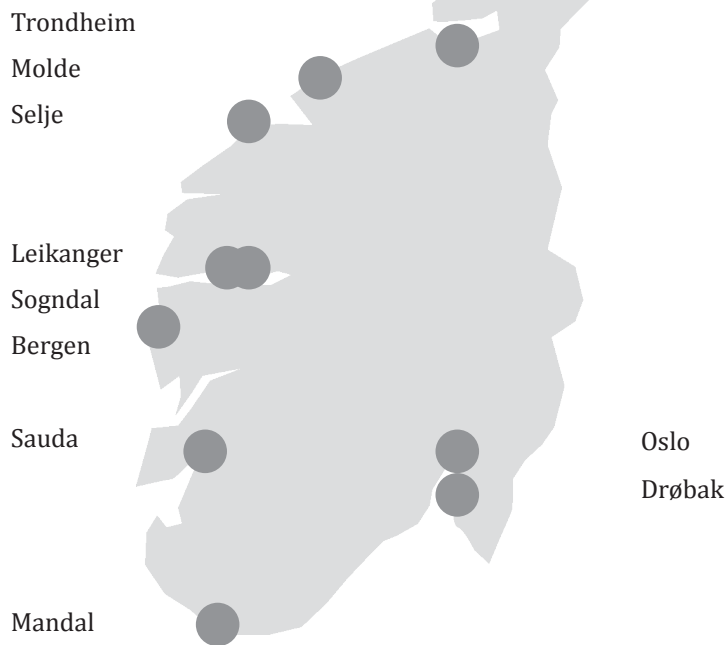 Trondheim
Molde
Selje
Leikanger
Sogndal
Bergen
Sauda
Oslo
Drøbak
Mandal